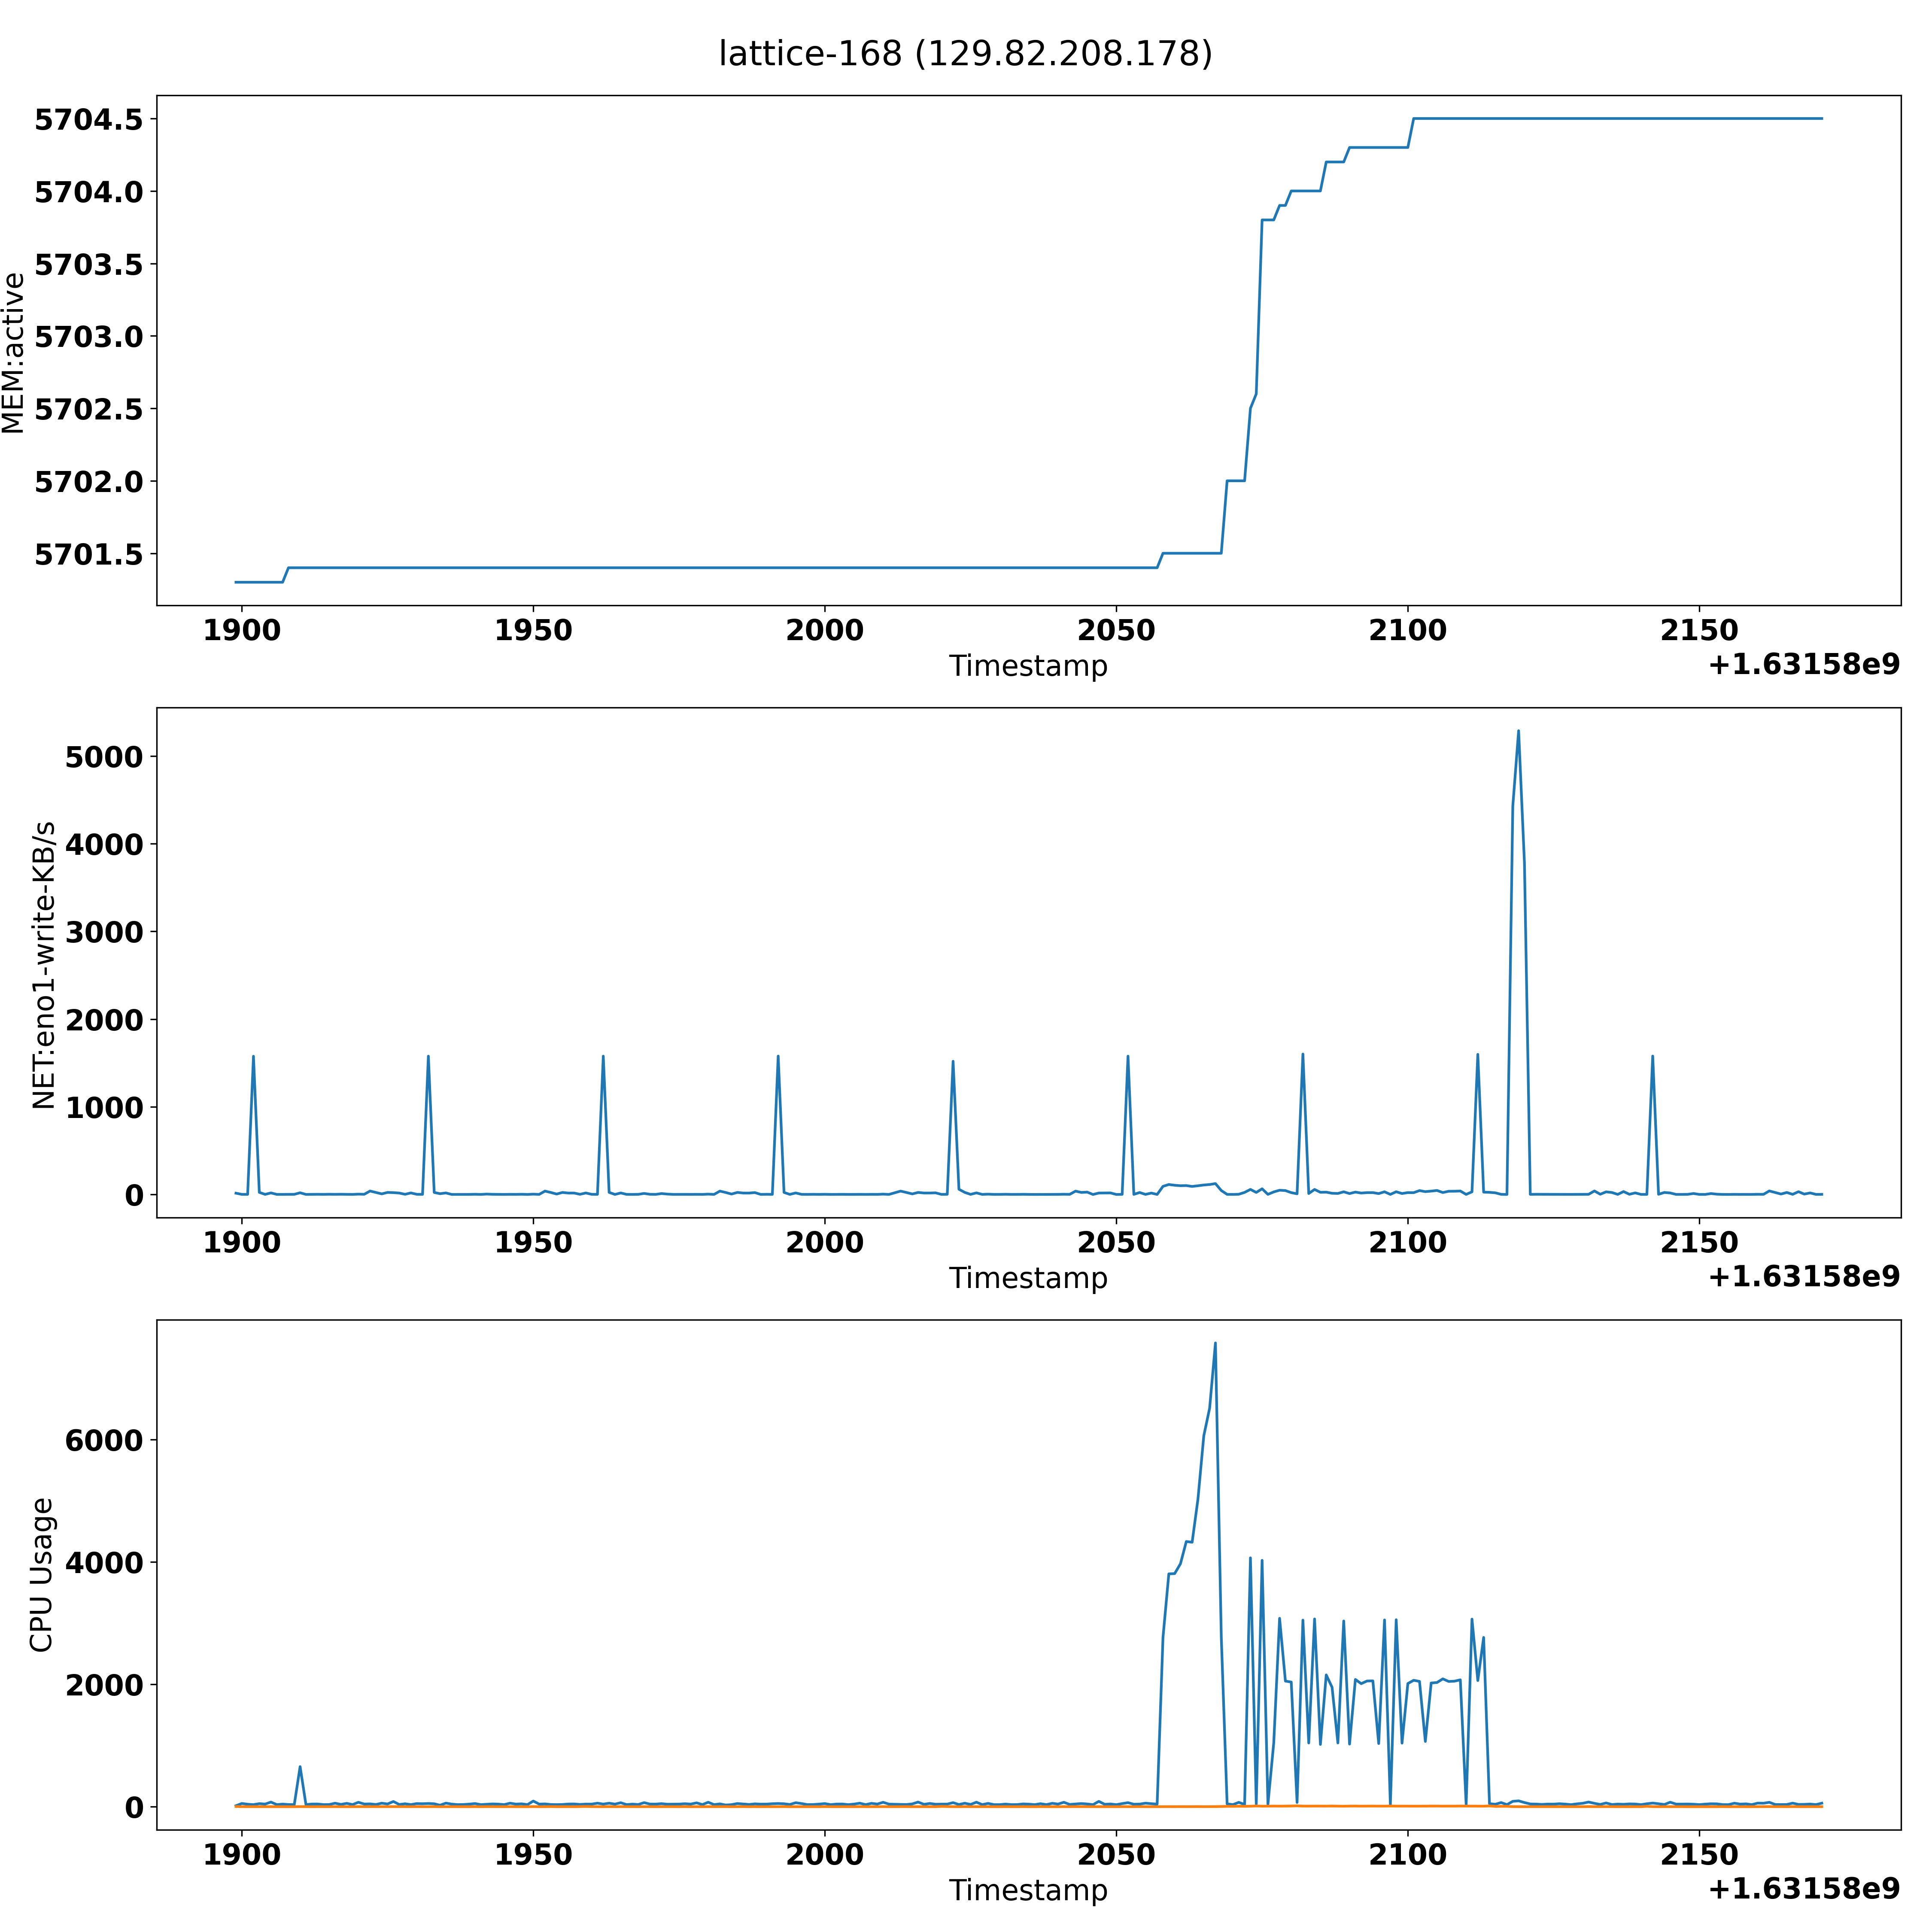 lattice-168 (129.82.208.178)
MEM:active
5704.5
5704.0
5703.5
5703.0
5702.5
5702.0
5701.5
1900 1950 2000 2050 2100 2150
Timestamp
+1.63158e9
NET:eno1-write-KB/s
5000
4000
3000
2000
1000
0
1900 1950 2000 2050 2100 2150
Timestamp
+1.63158e9
CPU Usage
6000
4000
2000
0
1900 1950 2000 2050 2100 2150
Timestamp
+1.63158e9